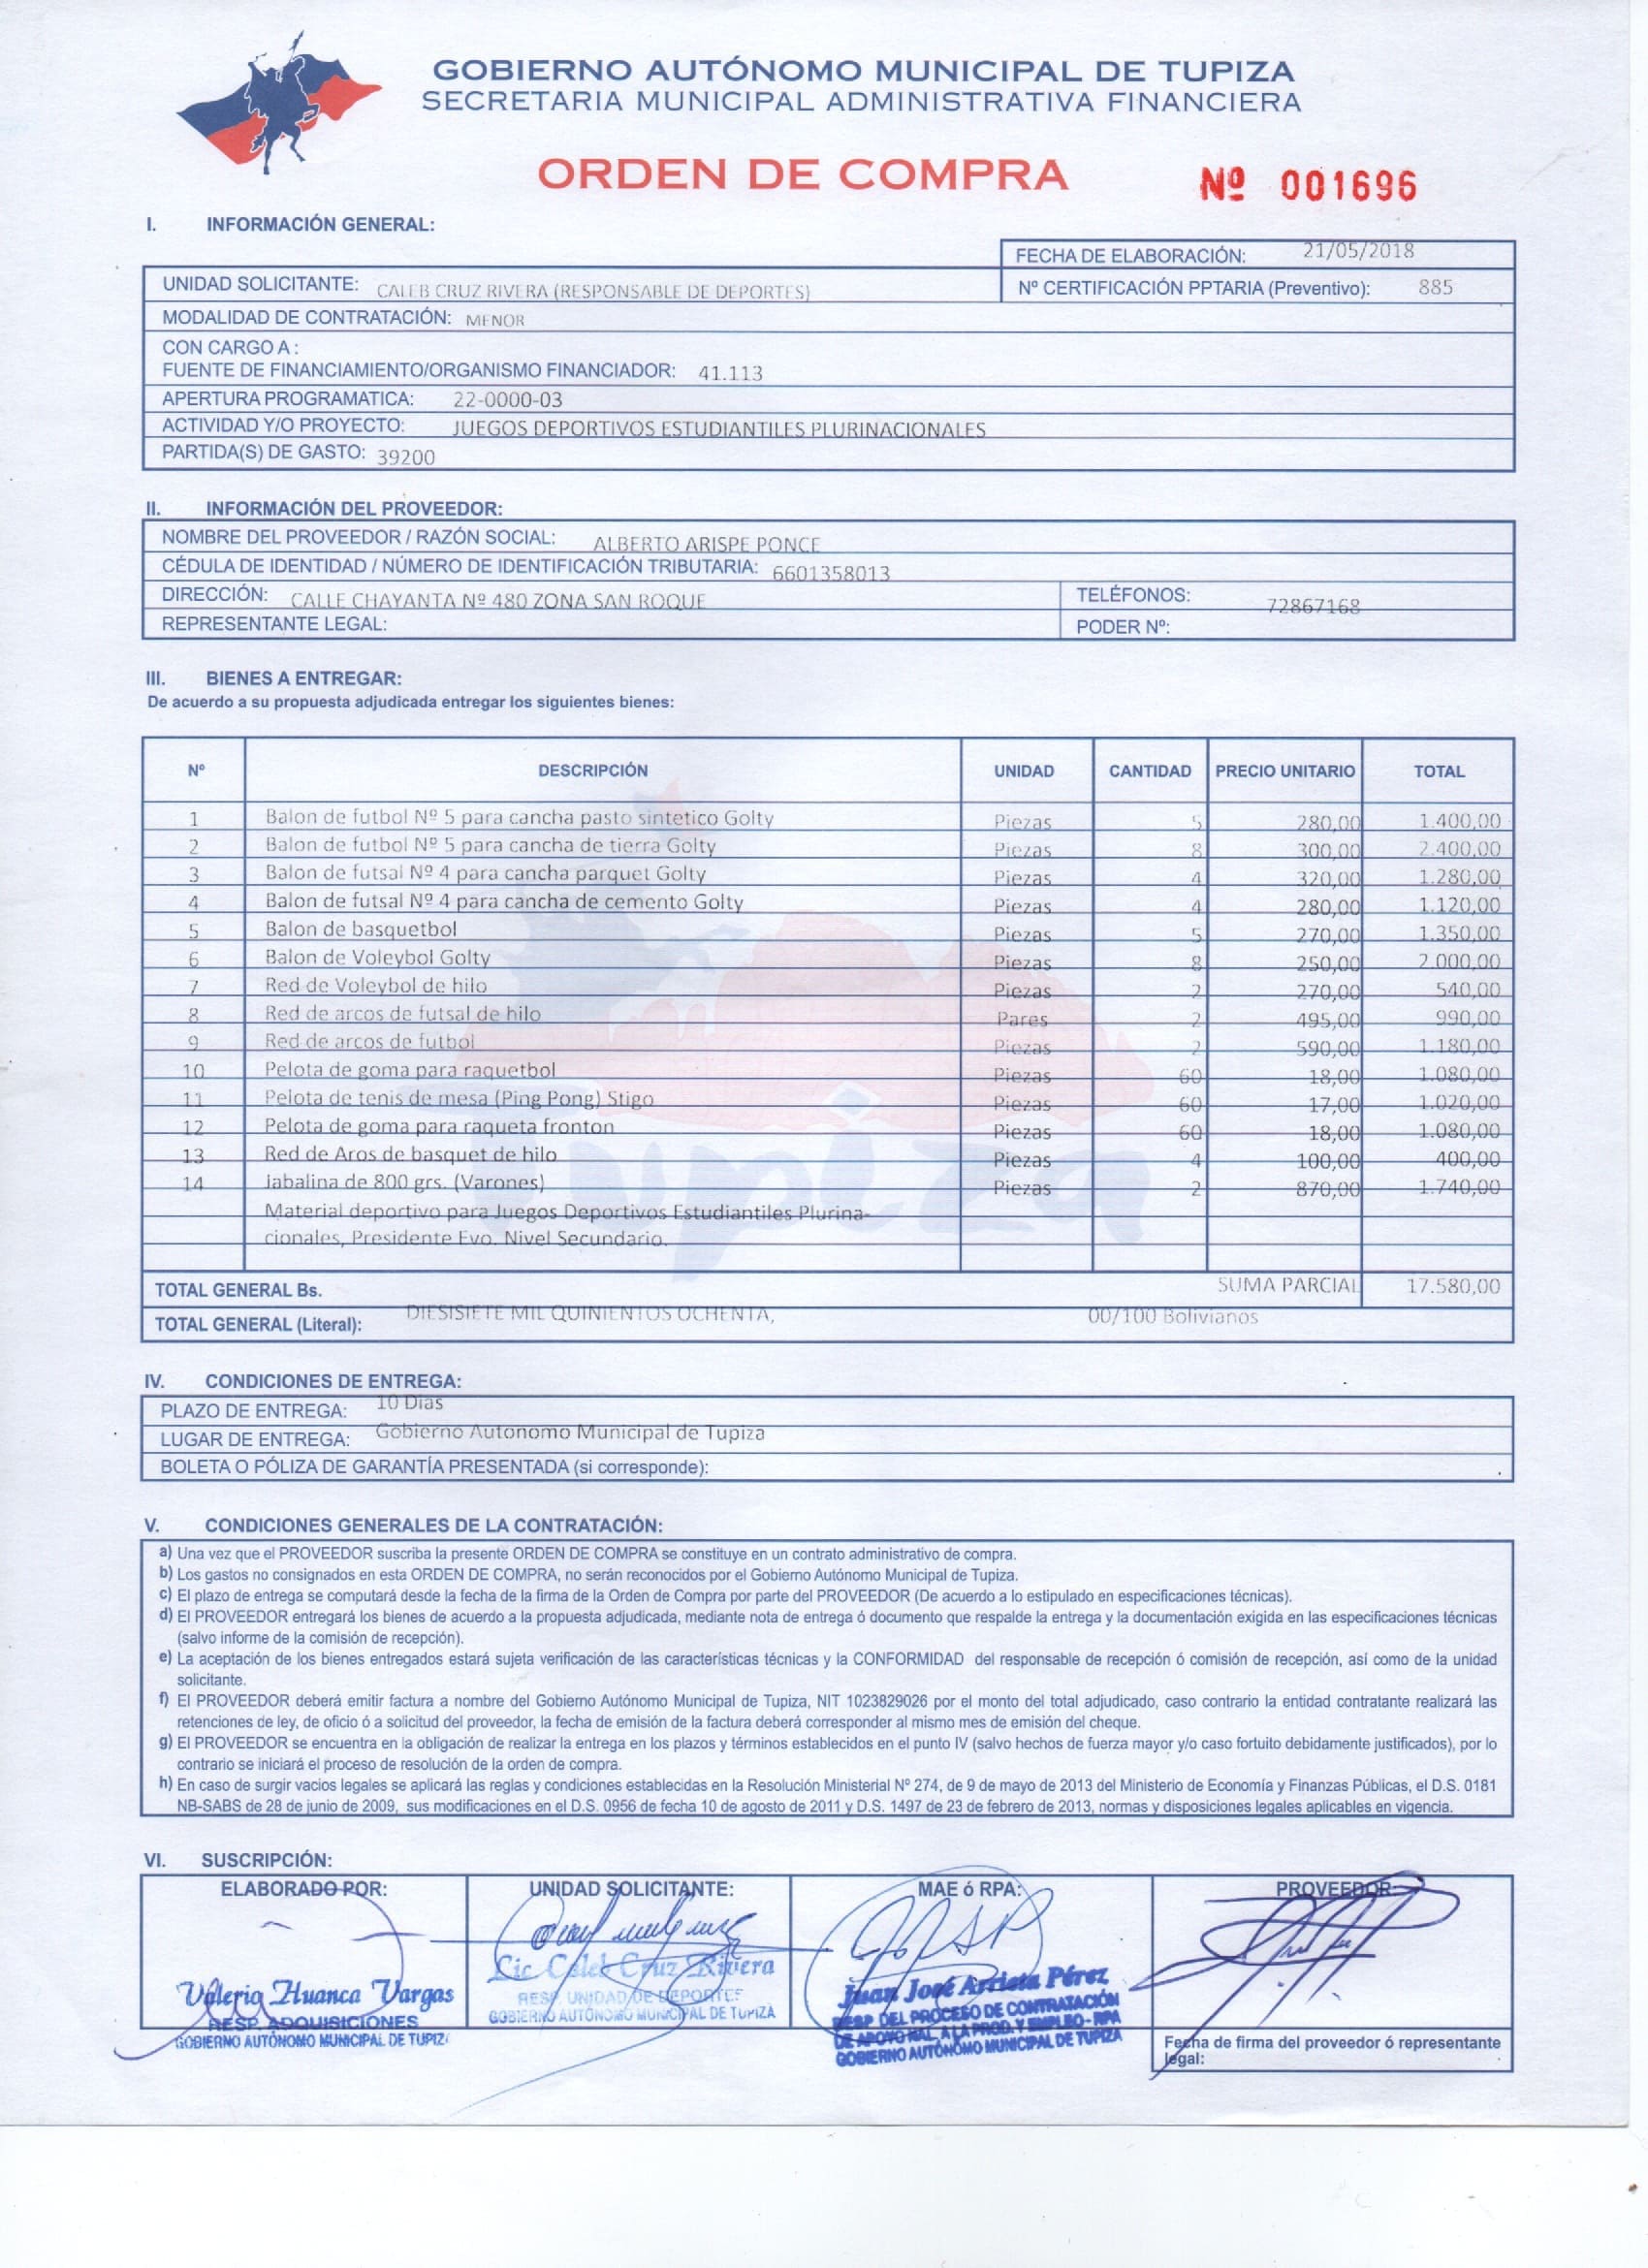 GOBIERNO AUTÓNOMO MUNICIPAL DE TUPIZA
SECRETARIA MUNICIPAL ADMINISTRATIVA FINANCIERA
ORDEN DE COMPRA
Nº 001696
I. INFORMACIÓN GENERAL:
FECHA DE ELABORACIÓN: 21/05/2018
UNIDAD SOLICITANTE: CALEB CRUZ RIVERA (RESPONSABLE DE DEPORTES)
Nº CERTIFICACIÓN PPTARIA (Preventivo): 885
MODALIDAD DE CONTRATACIÓN: MENOR
CON CARGO A :
FUENTE DE FINANCIAMIENTO/ORGANISMO FINANCIADOR: 41.113
APERTURA PROGRAMATICA: 22-0000-03
ACTIVIDAD Y/O PROYECTO: JUEGOS DEPORTIVOS ESTUDIANTILES PLURINACIONALES
PARTIDA(S) DE GASTO: 39200
II. INFORMACIÓN DEL PROVEEDOR:
NOMBRE DEL PROVEEDOR / RAZÓN SOCIAL: ALBERTO ARISPE PONCE
CÉDULA DE IDENTIDAD / NÚMERO DE IDENTIFICACIÓN TRIBUTARIA: 6601358013
DIRECCIÓN: CALLE CHAYANTA Nº 480 ZONA SAN ROQUE TELÉFONOS: 72867168
REPRESENTANTE LEGAL: PODER Nº:
III. BIENES A ENTREGAR:
De acuerdo a su propuesta adjudicada entregar los siguientes bienes:
Nº DESCRIPCIÓN UNIDAD CANTIDAD PRECIO UNITARIO TOTAL
1 Balon de futbol Nº 5 para cancha pasto sintetico Golty Piezas 5 280,00 1.400,00
2 Balon de futbol Nº 5 para cancha de tierra Golty Piezas 8 300,00 2.400,00
3 Balon de futsal Nº 4 para cancha parquet Golty Piezas 4 320,00 1.280,00
4 Balon de futsal Nº 4 para cancha de cemento Golty Piezas 4 280,00 1.120,00
5 Balon de basquetbol Piezas 5 270,00 1.350,00
6 Balon de Voleybol Golty Piezas 8 250,00 2.000,00
7 Red de Voleybol de hilo Piezas 2 270,00 540,00
8 Red de arcos de futsal de hilo Pares 2 495,00 990,00
9 Red de arcos de futbol Piezas 2 590,00 1.180,00
10 Pelota de goma para raquetbol Piezas 60 18,00 1.080,00
11 Pelota de tenis de mesa (Ping Pong) Stigo Piezas 60 17,00 1.020,00
12 Pelota de goma para raqueta fronton Piezas 60 18,00 1.080,00
13 Red de Aros de basquet de hilo Piezas 4 100,00 400,00
14 Jabalina de 800 grs. (Varones) Piezas 2 870,00 1.740,00
Material deportivo para Juegos Deportivos Estudiantiles Plurina-
cionales, Presidente Evo. Nivel Secundario.
Tupiza
TOTAL GENERAL Bs. SUMA PARCIAL 17.580,00
TOTAL GENERAL (Literal): DIESISIETE MIL QUINIENTOS OCHENTA, 00/100 Bolivianos
IV. CONDICIONES DE ENTREGA:
PLAZO DE ENTREGA: 10 Dias
LUGAR DE ENTREGA: Gobierno Autonomo Municipal de Tupiza
BOLETA O PÓLIZA DE GARANTÍA PRESENTADA (si corresponde):
V. CONDICIONES GENERALES DE LA CONTRATACIÓN:
a) Una vez que el PROVEEDOR suscriba la presente ORDEN DE COMPRA se constituye en un contrato administrativo de compra.
b) Los gastos no consignados en esta ORDEN DE COMPRA, no serán reconocidos por el Gobierno Autónomo Municipal de Tupiza.
c) El plazo de entrega se computará desde la fecha de la firma de la Orden de Compra por parte del PROVEEDOR (De acuerdo a lo estipulado en especificaciones técnicas).
d) El PROVEEDOR entregará los bienes de acuerdo a la propuesta adjudicada, mediante nota de entrega ó documento que respalde la entrega y la documentación exigida en las especificaciones técnicas
(salvo informe de la comisión de recepción).
e) La aceptación de los bienes entregados estará sujeta verificación de las características técnicas y la CONFORMIDAD del responsable de recepción ó comisión de recepción, así como de la unidad
solicitante.
f) El PROVEEDOR deberá emitir factura a nombre del Gobierno Autónomo Municipal de Tupiza, NIT 1023829026 por el monto del total adjudicado, caso contrario la entidad contratante realizará las
retenciones de ley, de oficio ó a solicitud del proveedor, la fecha de emisión de la factura deberá corresponder al mismo mes de emisión del cheque.
g) El PROVEEDOR se encuentra en la obligación de realizar la entrega en los plazos y términos establecidos en el punto IV (salvo hechos de fuerza mayor y/o caso fortuito debidamente justificados), por lo
contrario se iniciará el proceso de resolución de la orden de compra.
h) En caso de surgir vacios legales se aplicará las reglas y condiciones establecidas en la Resolución Ministerial Nº 274, de 9 de mayo de 2013 del Ministerio de Economía y Finanzas Públicas, el D.S. 0181
NB-SABS de 28 de junio de 2009, sus modificaciones en el D.S. 0956 de fecha 10 de agosto de 2011 y D.S. 1497 de 23 de febrero de 2013, normas y disposiciones legales aplicables en vigencia.
VI. SUSCRIPCIÓN:
ELABORADO POR: UNIDAD SOLICITANTE: MAE ó RPA: PROVEEDOR:
Valeria Huanca Vargas
RESP. ADQUISICIONES
GOBIERNO AUTÓNOMO MUNICIPAL DE TUPIZ
Lic Caleb Cruz Rivera
RESP. UNIDAD DE DEPORTES
GOBIERNO AUTÓNOMO MUNICIPAL DE TUPIZA
Juan José Arrieta Pérez
RESP. DEL PROCESO DE CONTRATACIÓN
DE APOYO NAL. A LA PROD. Y EMPLEO - RPA
GOBIERNO AUTÓNOMO MUNICIPAL DE TUPIZA
Fecha de firma del proveedor ó representante
legal: